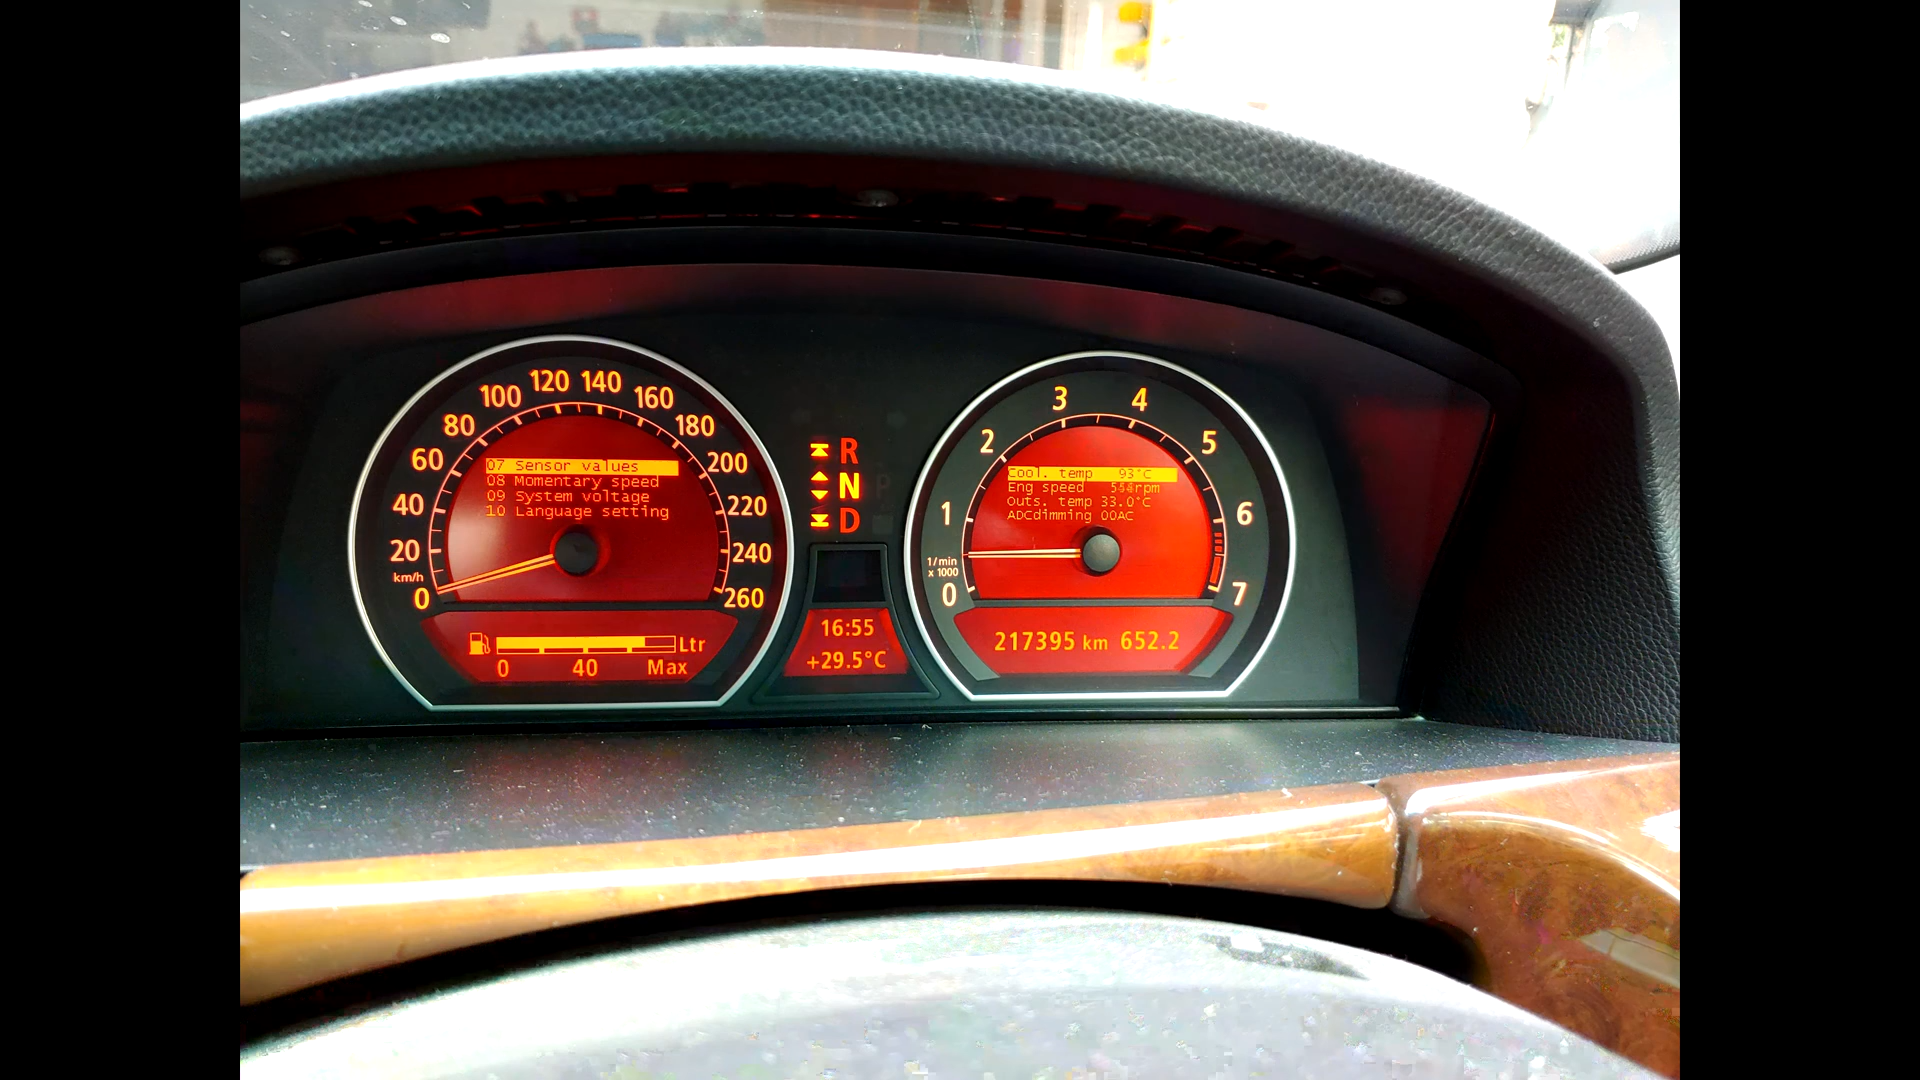 0
20
40
60
80
100
120
140
160
180
200
220
240
260
km/h
07 Sensor values
08 Momentary speed
09 System voltage
10 Language setting
Ltr
0 40 Max
R
N P
D
16:55
+29.5°C
0
1
2
3
4
5
6
7
1/min
x 1000
Cool. temp 93°C
Eng speed rpm
Outs. temp 33.0°C
ADCdimming 00AC
217395 km 652.2